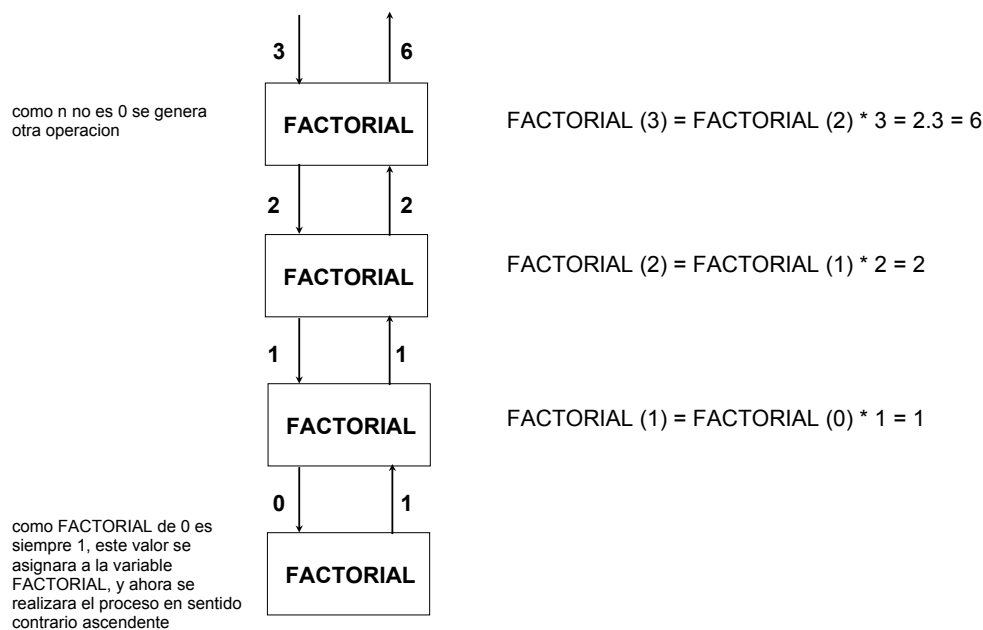 3
6
como n no es 0 se genera
otra operacion
FACTORIAL
FACTORIAL (3) = FACTORIAL (2) * 3 = 2.3 = 6
2
2
FACTORIAL
FACTORIAL (2) = FACTORIAL (1) * 2 = 2
1
1
FACTORIAL
FACTORIAL (1) = FACTORIAL (0) * 1 = 1
0
1
como FACTORIAL de 0 es
siempre 1, este valor se
asignara a la variable
FACTORIAL, y ahora se
realizara el proceso en sentido
contrario ascendente
FACTORIAL